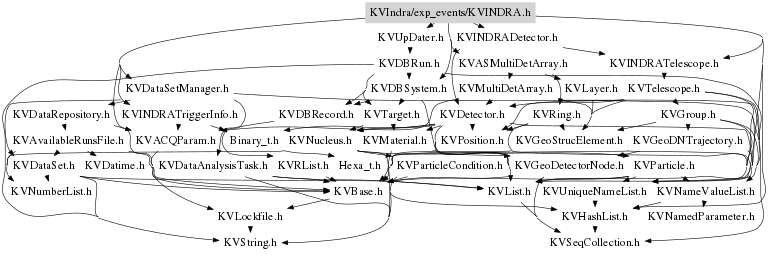 KVIndra/exp_events/KVINDRA.h
KVUpDater.h KVINDRADetector.h
KVDBRun.h KVASMultiDetArray.h KVINDRATelescope.h
KVDataSetManager.h KVDBSystem.h KVMultiDetArray.h KVLayer.h KVTelescope.h
KVDataRepository.h KVINDRATriggerInfo.h KVDBRecord.h KVTarget.h KVDetector.h KVRing.h KVGroup.h
KVAvailableRunsFile.h KVACQParam.h Binary_t.h KVNucleus.h KVMaterial.h KVPosition.h KVGeoStrucElement.h KVGeoDNTrajectory.h
KVDataSet.h KVDatime.h KVDataAnalysisTask.h KVRList.h Hexa_t.h KVParticleCondition.h KVGeoDetectorNode.h KVParticle.h
KVNumberList.h KVBase.h KVList.h KVUniqueNameList.h KVNameValueList.h
KVLockfile.h KVHashList.h KVNamedParameter.h
KVString.h KVSeqCollection.h